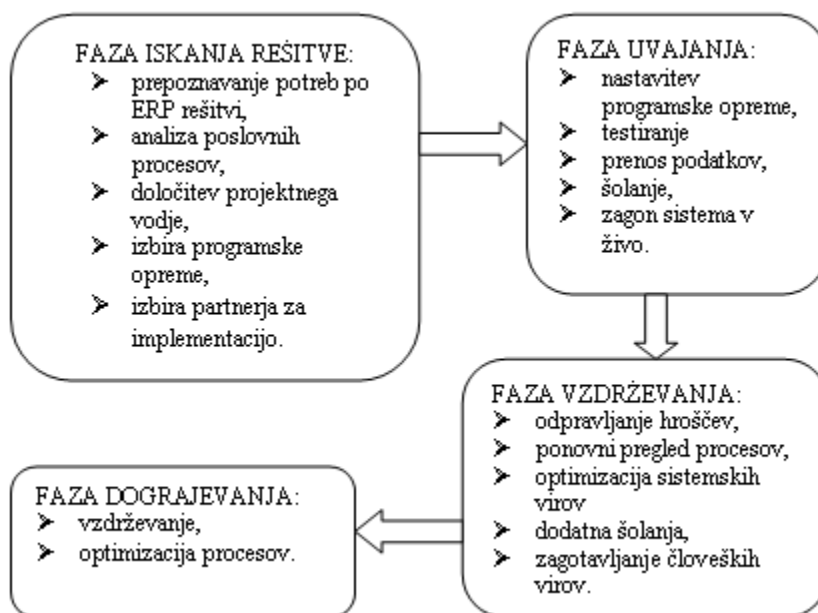 FAZA ISKANJA REŠITVE:
➢ prepoznavanje potreb po
ERP rešitvi,
➢ analiza poslovnih
procesov,
➢ določitev projektnega
vodje,
➢ izbira programske
opreme,
➢ izbira partnerja za
implementacijo.
FAZA UVAJANJA:
➢ nastavitev
programske opreme,
➢ testiranje
➢ prenos podatkov,
➢ šolanje,
➢ zagon sistema v
živo.
FAZA VZDRŽEVANJA:
➢ odpravljanje hroščev,
➢ ponovni pregled procesov,
➢ optimizacija sistemskih
virov
➢ dodatna šolanja,
➢ zagotavljanje človeških
virov.
FAZA DOGRAJEVANJA:
➢ vzdrževanje,
➢ optimizacija procesov.